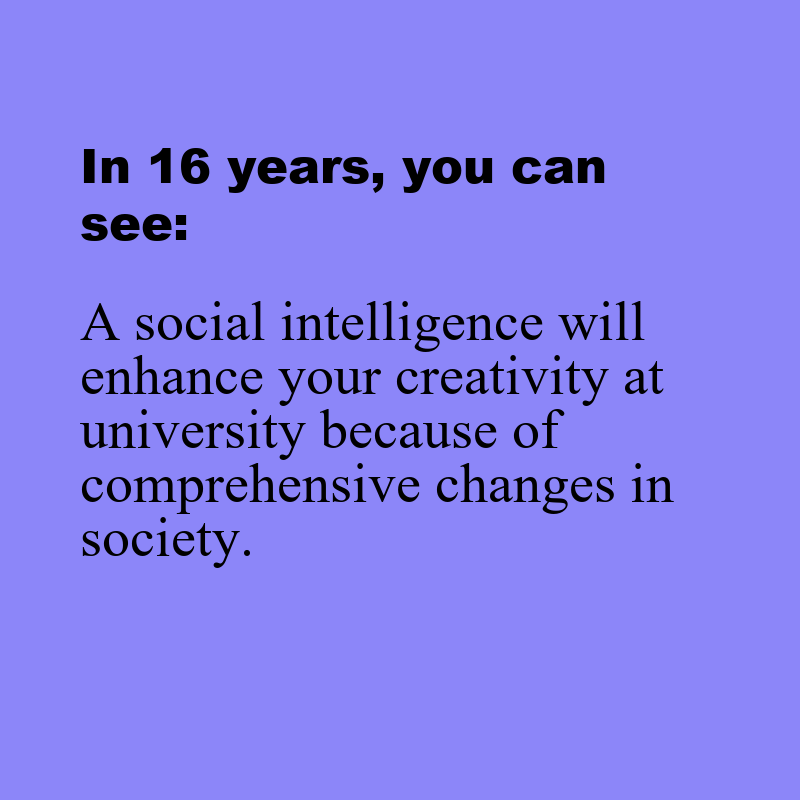 In 16 years, you can
see:
A social intelligence will
enhance your creativity at
university because of
comprehensive changes in
society.